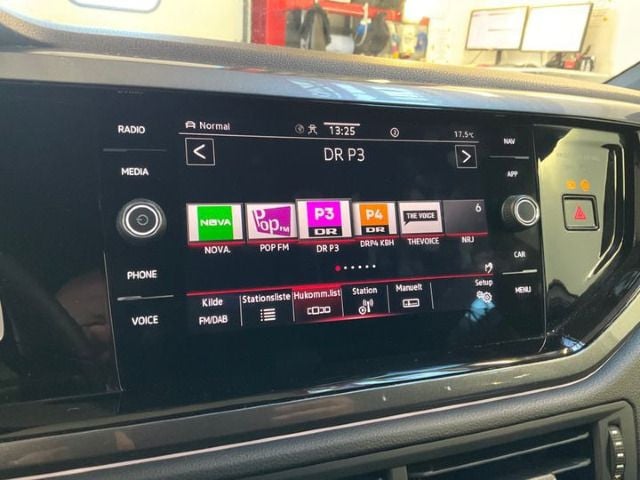 RADIO
MEDIA
PHONE
VOICE
Normal
13:25
17.5°C
< DR P3 >
NOVA
Pop FM
P3
DR
P4
DR
THE VOICE
6
NOVA.
POP FM
DR P3
DRP4 KBH
THEVOICE
NRJ
Kilde
FM/DAB
Stationsliste
Hukomm.list
Station
Manuelt
Setup
NAV
APP
CAR
MENU